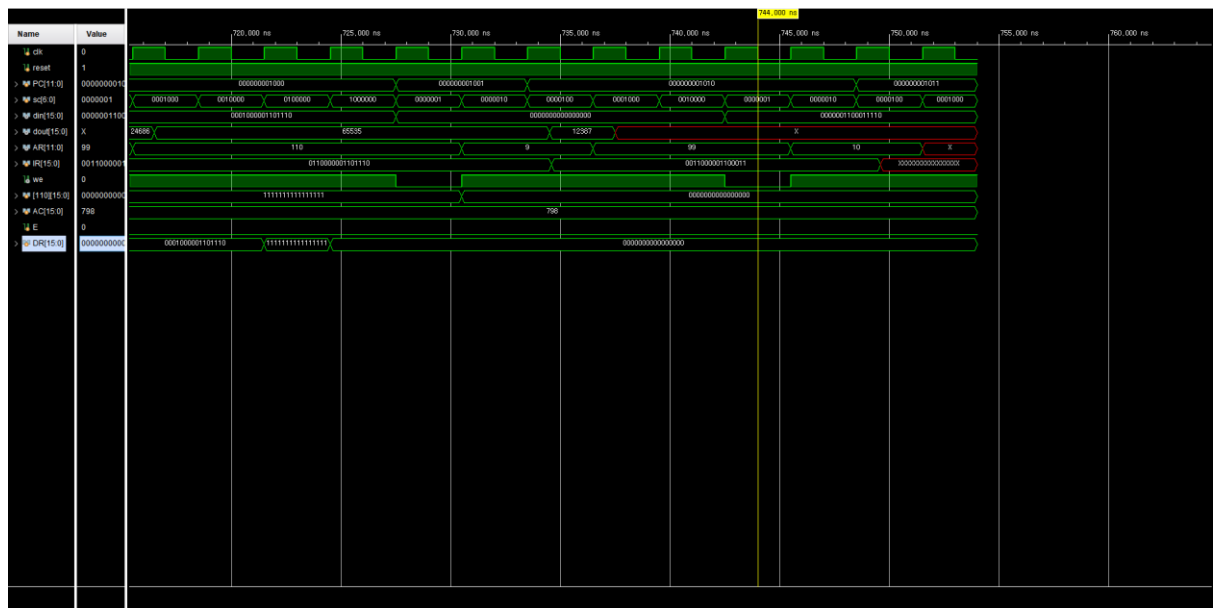 744.000 ns
Name Value 720.000 ns 725.000 ns 730.000 ns 735.000 ns 740.000 ns 745.000 ns 750.000 ns 755.000 ns 760.000 ns
clk 0
reset 1
PC[11:0] 000000001000 000000001001 000000001010 000000001011
sc[6:0] 0000001 0001000 0010000 0100000 1000000 0000001 0000010 0000100 0001000 0010000 0000001 0000010 0000100 0001000
din[15:0] 0000001100 0001000001101110 0000000000000000 0000001100011110
dout[15:0] X 24686 65535 12387 X
AR[11:0] 99 110 9 99 10 X
IR[15:0] 0011000001 0110000001101110 0011000001100011 XXXXXXXXXXXXXXXX
we 0
[110][15:0] 0000000000 1111111111111111 0000000000000000
AC[15:0] 798 798
E 0
DR[15:0] 0000000000 0001000001101110 1111111111111111 0000000000000000